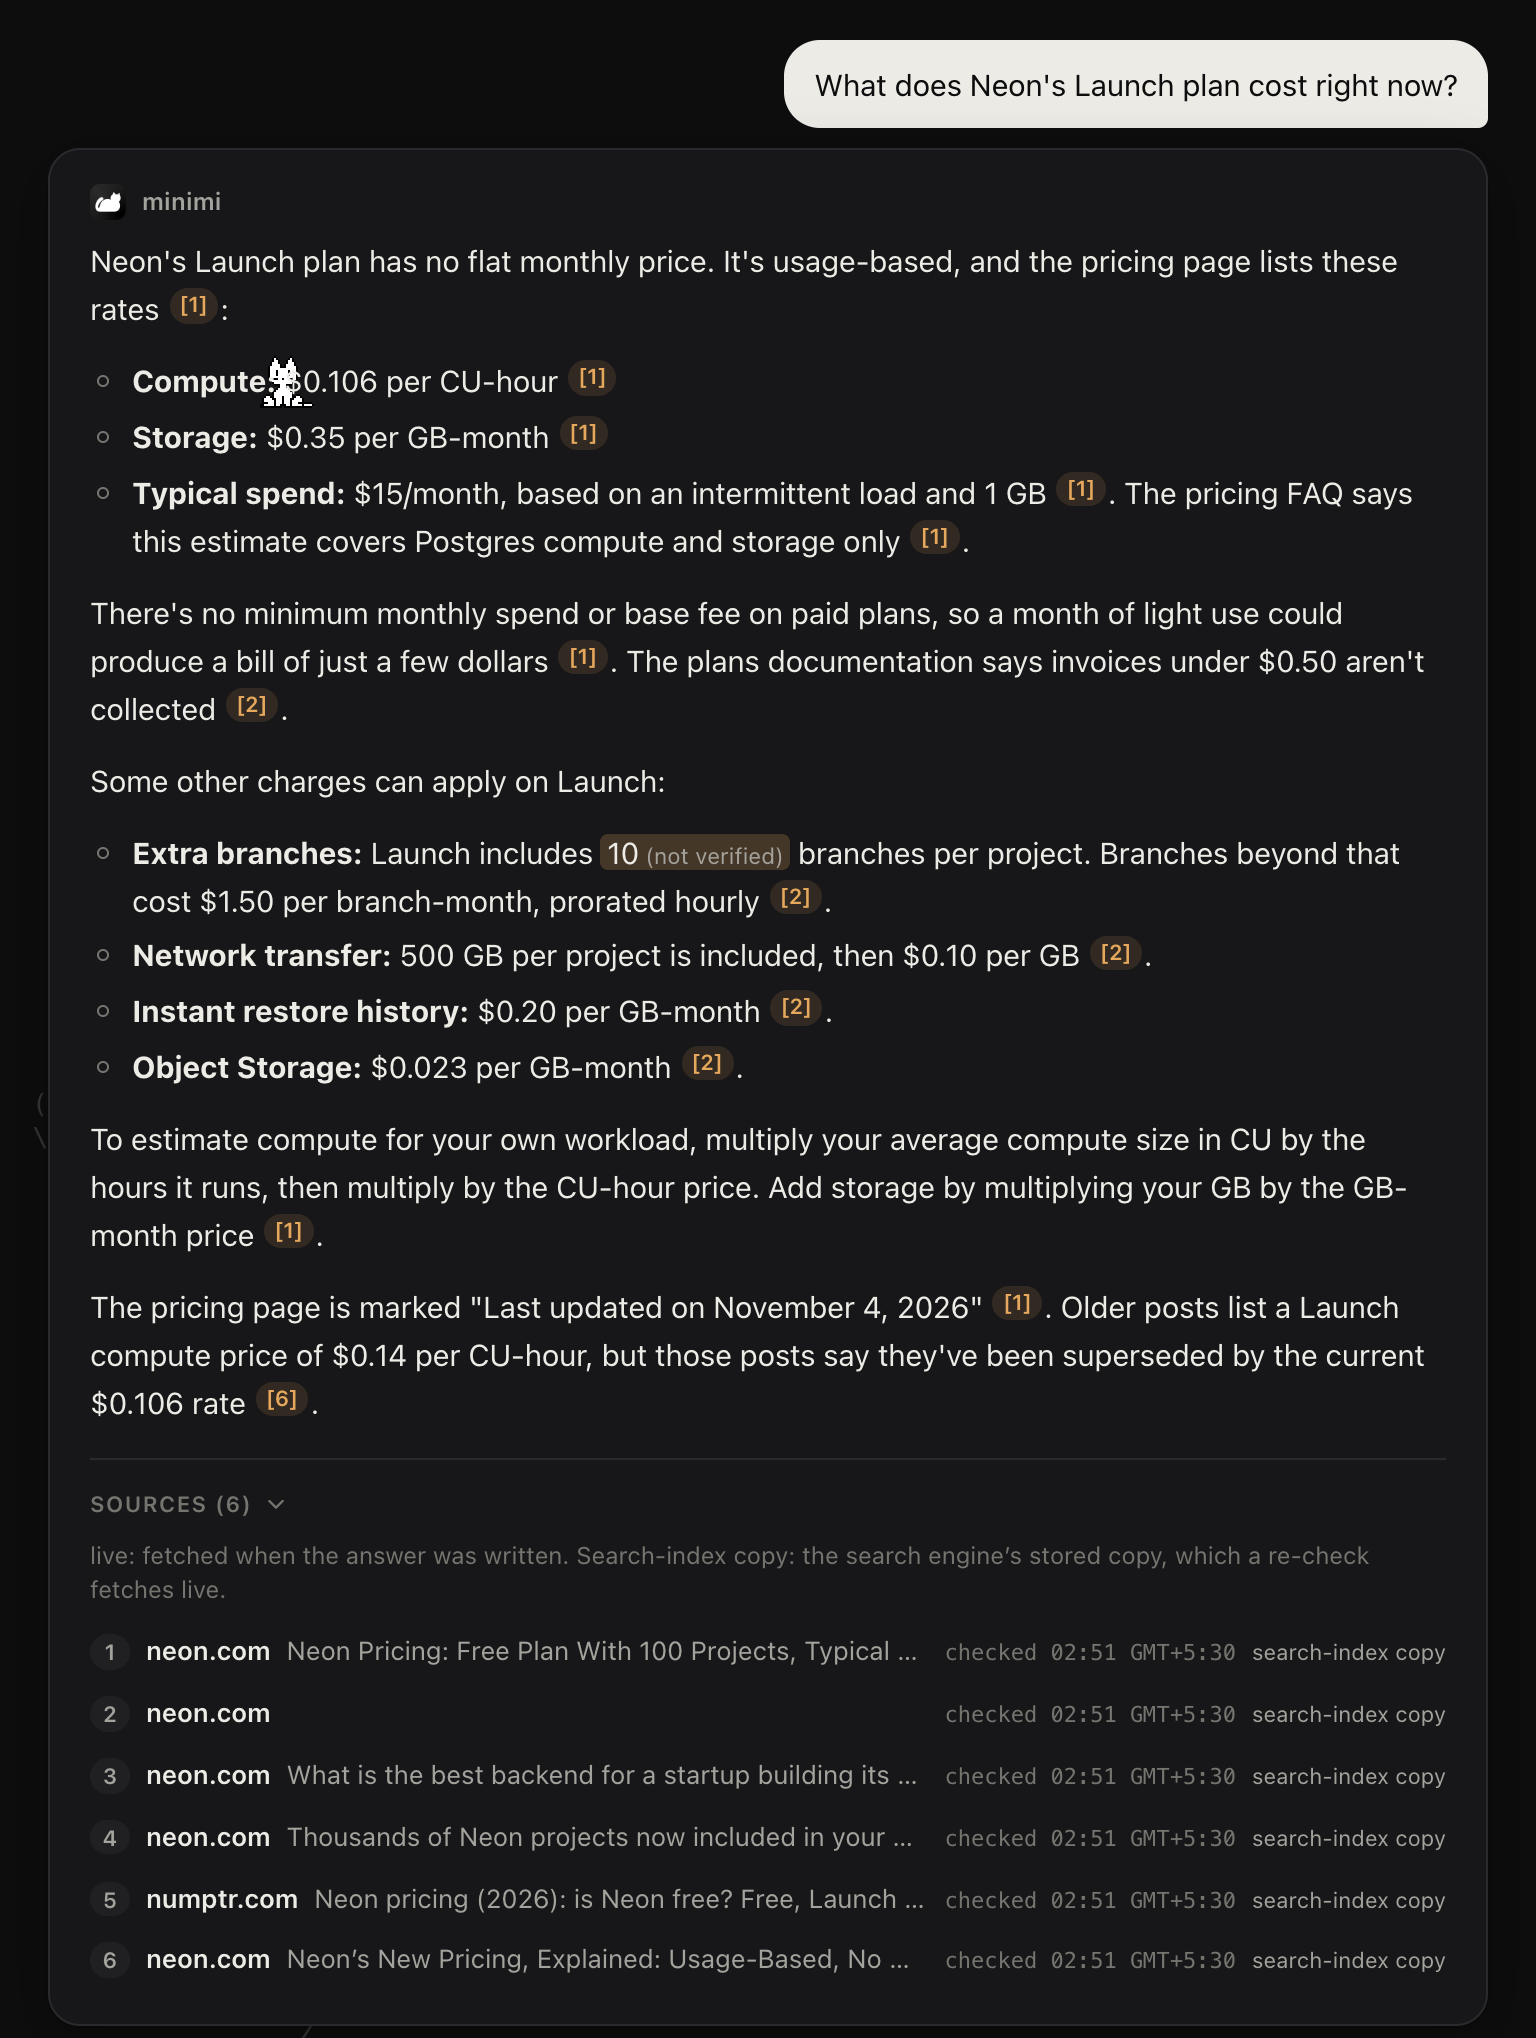 What does Neon's Launch plan cost right now?
minimi
Neon's Launch plan has no flat monthly price. It's usage-based, and the pricing page lists these
rates [1] :
Compute: $0.106 per CU-hour [1]
Storage: $0.35 per GB-month [1]
Typical spend: $15/month, based on an intermittent load and 1 GB [1] . The pricing FAQ says
this estimate covers Postgres compute and storage only [1] .
There's no minimum monthly spend or base fee on paid plans, so a month of light use could
produce a bill of just a few dollars [1] . The plans documentation says invoices under $0.50 aren't
collected [2] .
Some other charges can apply on Launch:
Extra branches: Launch includes 10 (not verified) branches per project. Branches beyond that
cost $1.50 per branch-month, prorated hourly [2] .
Network transfer: 500 GB per project is included, then $0.10 per GB [2] .
Instant restore history: $0.20 per GB-month [2] .
Object Storage: $0.023 per GB-month [2] .
To estimate compute for your own workload, multiply your average compute size in CU by the
hours it runs, then multiply by the CU-hour price. Add storage by multiplying your GB by the GB-
month price [1] .
The pricing page is marked "Last updated on November 4, 2026" [1] . Older posts list a Launch
compute price of $0.14 per CU-hour, but those posts say they've been superseded by the current
$0.106 rate [6] .
SOURCES (6)
live: fetched when the answer was written. Search-index copy: the search engine’s stored copy, which a re-check
fetches live.
1 neon.com Neon Pricing: Free Plan With 100 Projects, Typical ... checked 02:51 GMT+5:30 search-index copy
2 neon.com checked 02:51 GMT+5:30 search-index copy
3 neon.com What is the best backend for a startup building its ... checked 02:51 GMT+5:30 search-index copy
4 neon.com Thousands of Neon projects now included in your ... checked 02:51 GMT+5:30 search-index copy
5 numptr.com Neon pricing (2026): is Neon free? Free, Launch ... checked 02:51 GMT+5:30 search-index copy
6 neon.com Neon’s New Pricing, Explained: Usage-Based, No ... checked 02:51 GMT+5:30 search-index copy